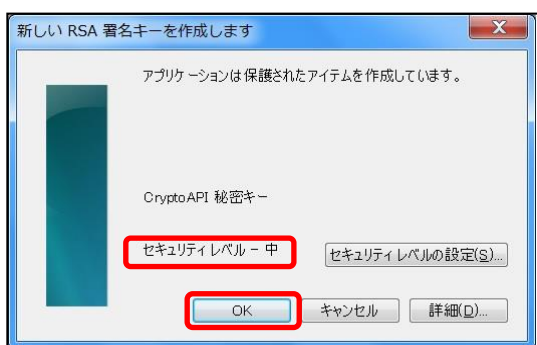 新しい RSA 署名キーを作成します
アプリケーションは保護されたアイテムを作成しています。
CryptoAPI 秘密キー
セキュリティ レベル - 中
セキュリティ レベルの設定(S)...
OK
キャンセル
詳細(D)...